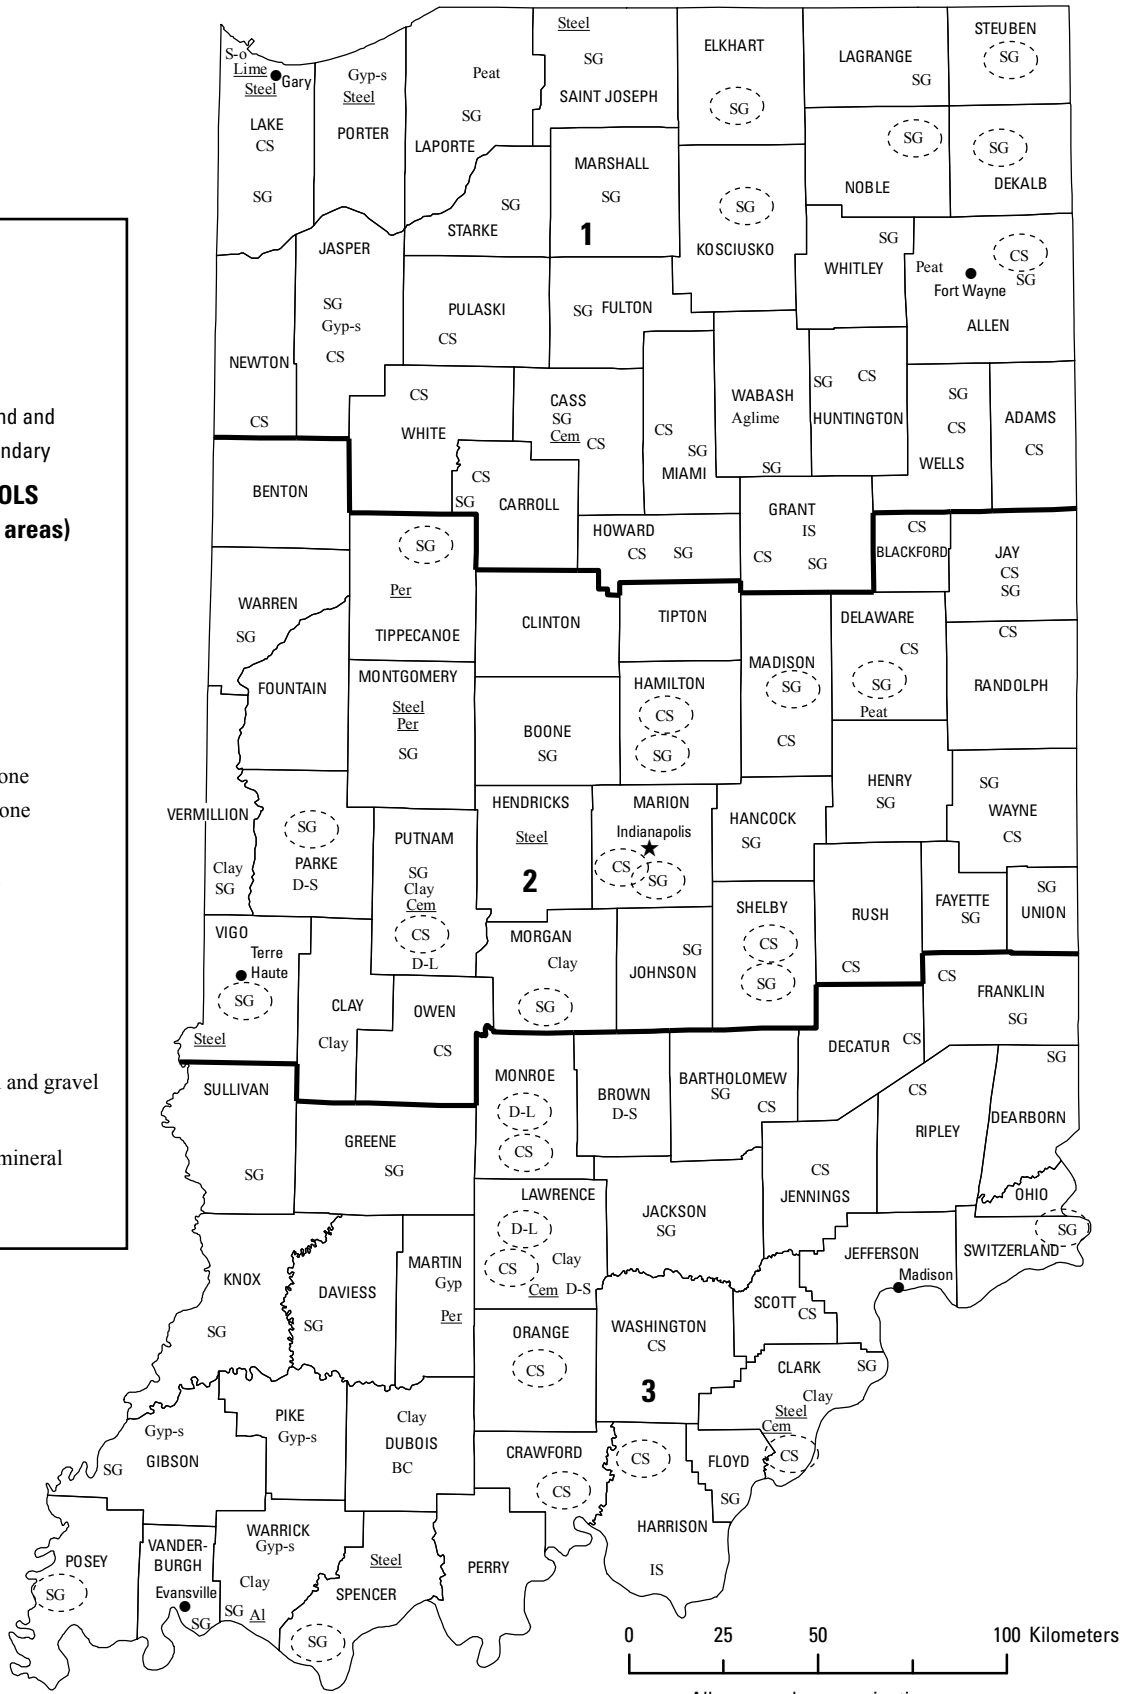 STEUBEN
SG
Steel
SG
SAINT JOSEPH
ELKHART
SG
LAGRANGE
SG
S-o
Lime
Steel
Gary
LAKE
CS
SG
Gyp-s
Steel
PORTER
Peat
SG
LAPORTE
MARSHALL
SG
1
SG
NOBLE
SG
DEKALB
SG
STARKE
SG
KOSCIUSKO
SG
WHITLEY
CS
SG
Peat
Fort Wayne
ALLEN
JASPER
SG
Gyp-s
CS
PULASKI
CS
SG FULTON
NEWTON
CS
CS
WHITE
CASS
SG
Cem
CS
CS
SG
MIAMI
WABASH
Aglime
SG
SG
CS
HUNTINGTON
SG
CS
WELLS
ADAMS
CS
nd and
ndary
OLS
areas)
BENTON
CS
SG
CARROLL
HOWARD
CS
SG
GRANT
IS
CS
SG
CS
BLACKFORD
JAY
CS
SG
SG
Per
TIPPECANOE
WARREN
SG
CLINTON
TIPTON
MADISON
SG
CS
DELAWARE
CS
SG
Peat
CS
RANDOLPH
FOUNTAIN
MONTGOMERY
Steel
Per
SG
BOONE
SG
HAMILTON
CS
SG
one
one
VERMILLION
Clay
SG
SG
PARKE
D-S
PUTNAM
SG
Clay
Cem
CS
D-L
HENDRICKS
Steel
2
MARION
Indianapolis
CS
SG
HANCOCK
SG
HENRY
SG
SG
WAYNE
CS
SHELBY
CS
SG
RUSH
CS
FAYETTE
SG
SG
UNION
VIGO
Terre
Haute
SG
Steel
CLAY
Clay
OWEN
CS
MORGAN
Clay
SG
SG
JOHNSON
CS
FRANKLIN
SG
and gravel
mineral
SULLIVAN
SG
GREENE
SG
MONROE
D-L
CS
BROWN
D-S
BARTHOLOMEW
SG
CS
DECATUR
CS
CS
RIPLEY
SG
DEARBORN
OHIO
LAWRENCE
D-L
CS
Clay
Cem D-S
JACKSON
SG
CS
JENNINGS
JEFFERSON
Madison
SG
SWITZERLAND
KNOX
SG
DAVIESS
SG
MARTIN
Gyp
Per
ORANGE
CS
WASHINGTON
CS
3
SCOTT
CS
CLARK
SG
Clay
Steel
Cem
CS
Gyp-s
GIBSON
SG
PIKE
Gyp-s
Clay
DUBOIS
BC
CRAWFORD
CS
CS
HARRISON
IS
FLOYD
SG
POSEY
SG
VANDER-
BURGH
Evansville
SG
WARRICK
Gyp-s
Clay
SG Al
Steel
SPENCER
SG
PERRY
0 25 50 100 Kilometers